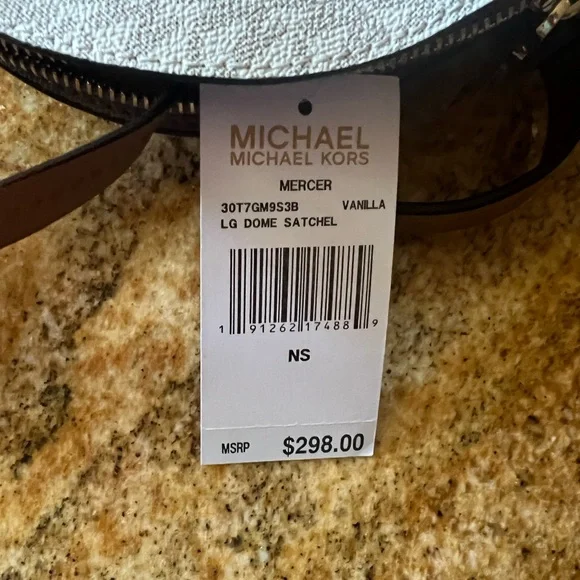 MICHAEL
MICHAEL KORS
MERCER
30T7GM9S3B VANILLA
LG DOME SATCHEL
1 91262 17488 9
NS
MSRP $298.00